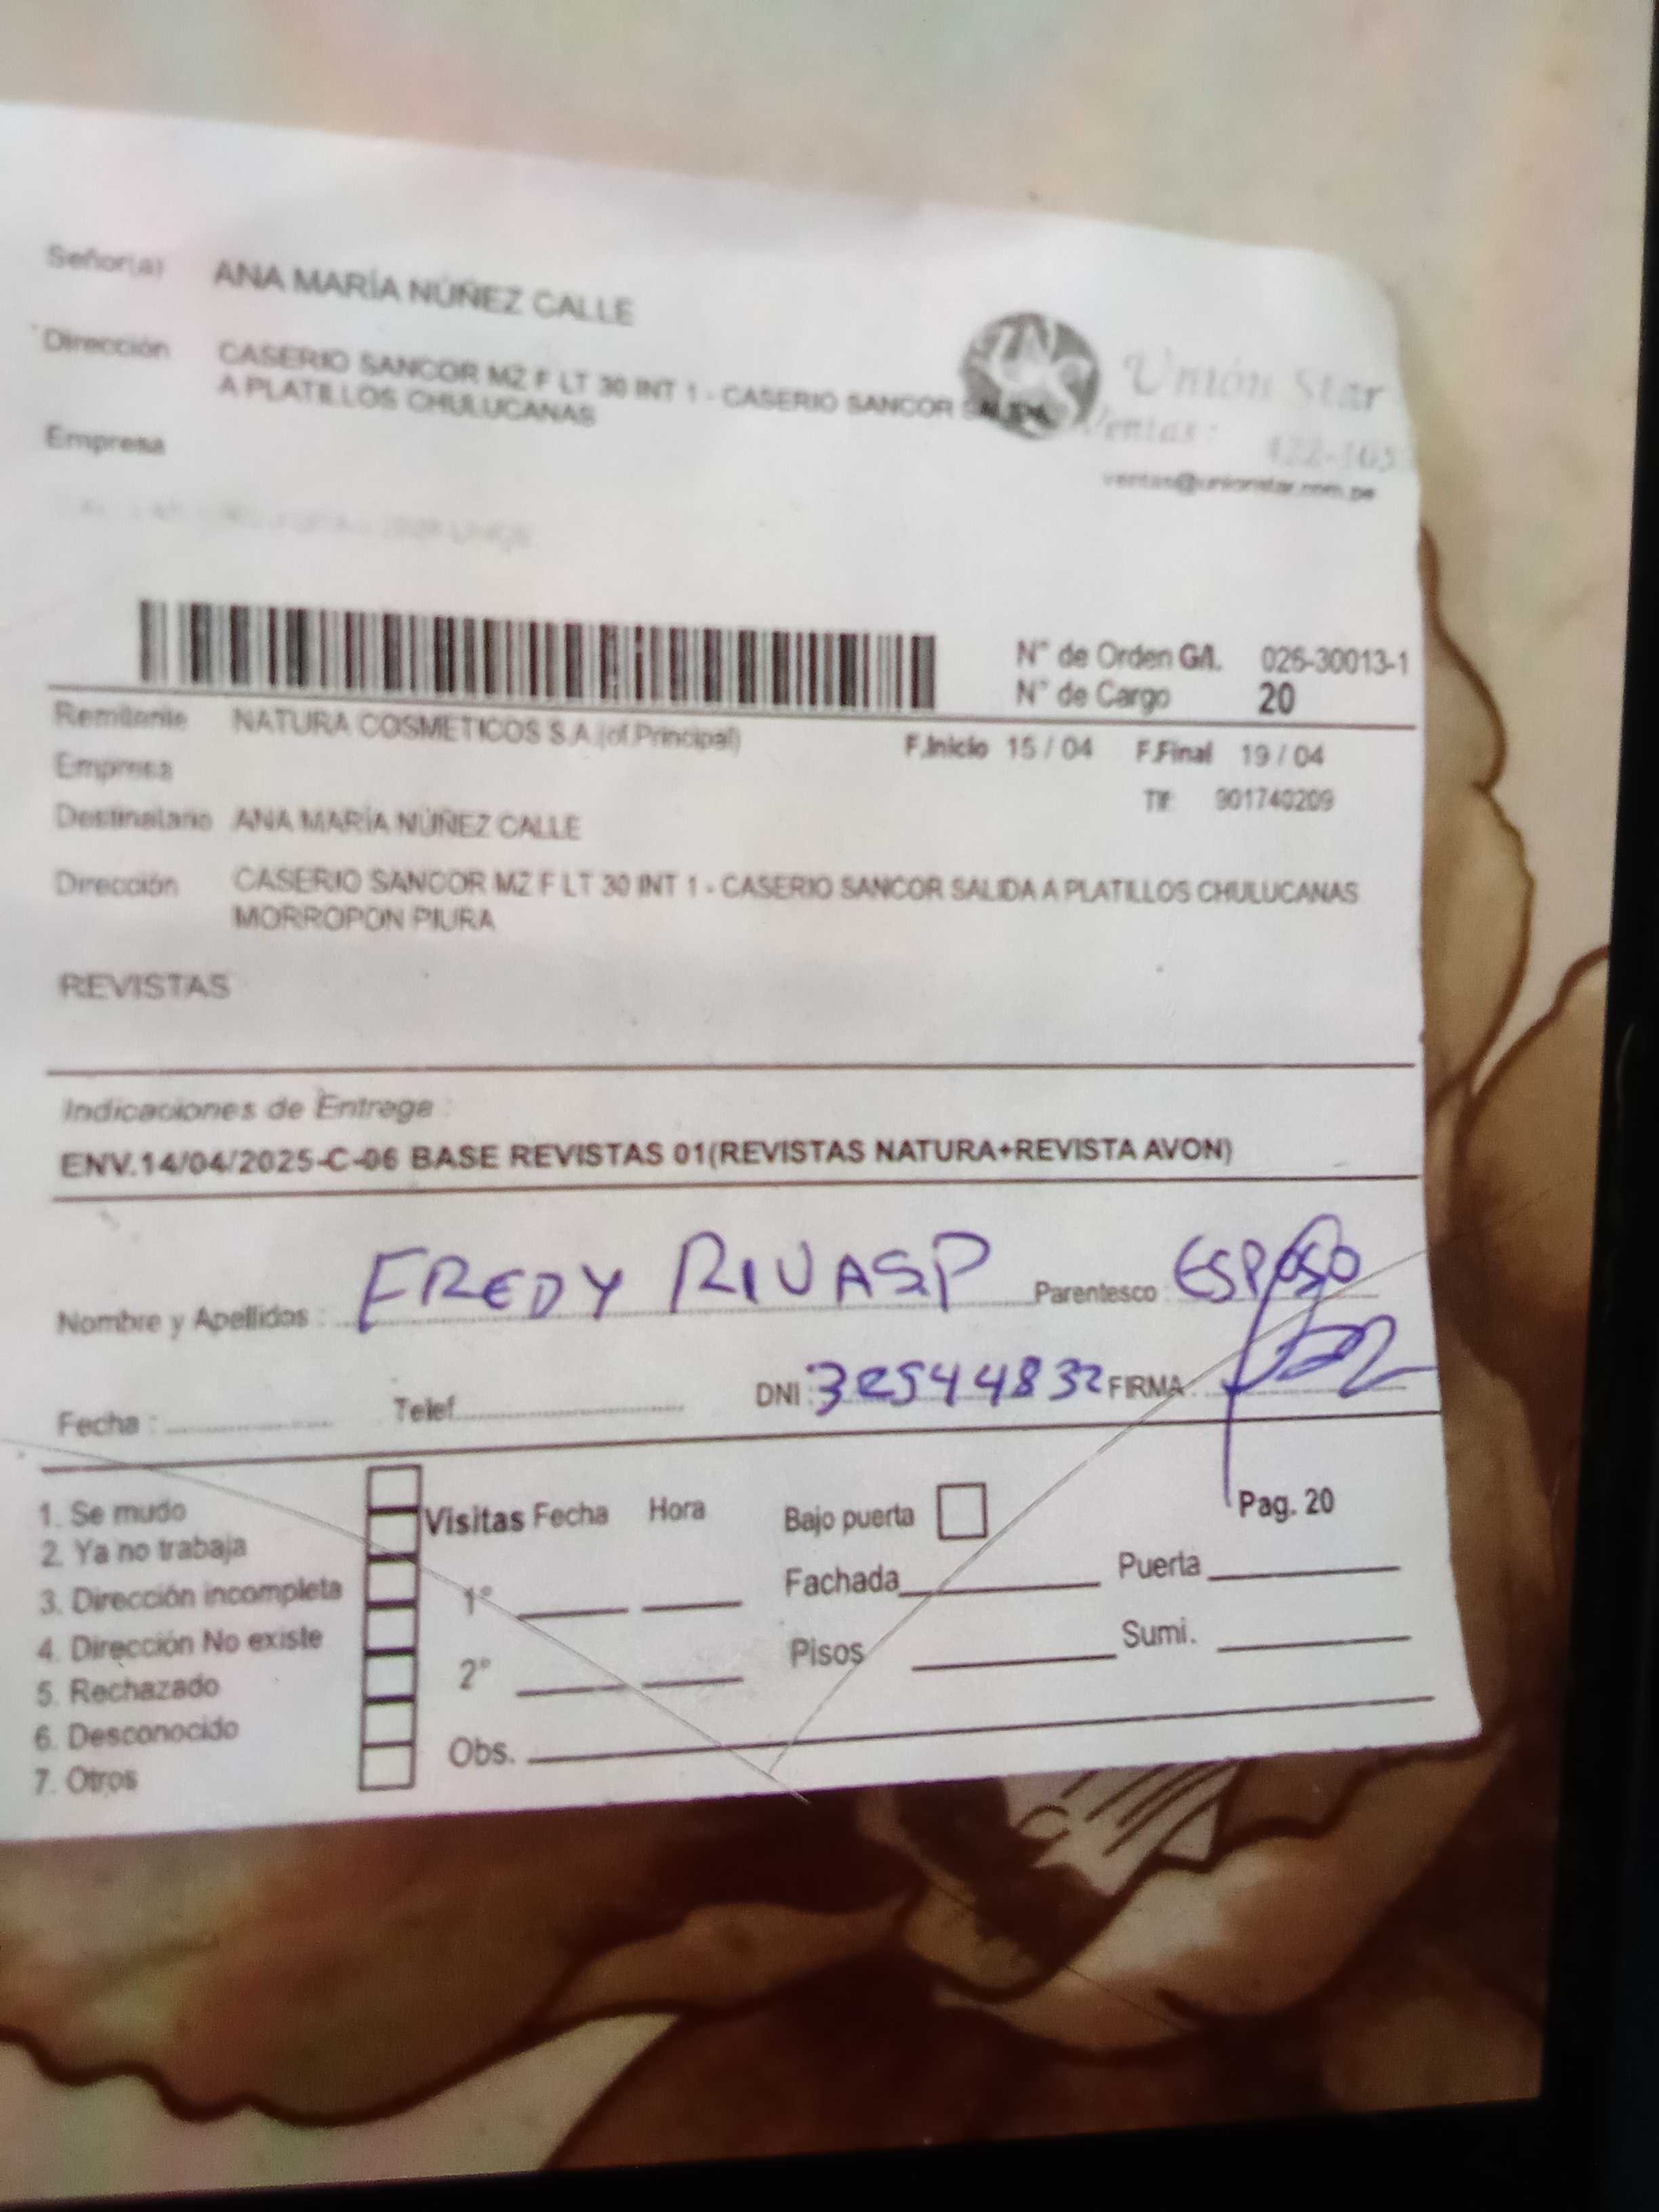 Señor(a) ANA MARÍA NÚÑEZ CALLE
Dirección CASERIO SANCOR MZ F LT 30 INT 1 - CASERIO SANCOR
A PLATILLOS CHULUCANAS
Unión Star
Ventas: 422-103
ventas@unionstar.com.pe
Empresa
N° de Orden G/I. 026-30013-1
N° de Cargo 20
Remitente NATURA COSMETICOS S.A.(of.Principal)
F.Inicio 15 / 04 F.Final 19 / 04
Empresa
Tlf: 901740209
Destinatario ANA MARÍA NÚÑEZ CALLE
Dirección CASERIO SANCOR MZ F LT 30 INT 1 - CASERIO SANCOR SALIDA A PLATILLOS CHULUCANAS
MORROPON PIURA
REVISTAS
Indicaciones de Entrega :
ENV.14/04/2025-C-06 BASE REVISTAS 01(REVISTAS NATURA+REVISTA AVON)
Nombre y Apellidos : FREDY RIVASP Parentesco : ESPOSO
Fecha : Telef. DNI : 32544832 FIRMA
1. Se mudo
2. Ya no trabaja
3. Dirección incompleta
4. Dirección No existe
5. Rechazado
6. Desconocido
7. Otros
Visitas Fecha Hora
1°
2°
Obs.
Bajo puerta
Pag. 20
Fachada Puerta
Pisos Sumi.